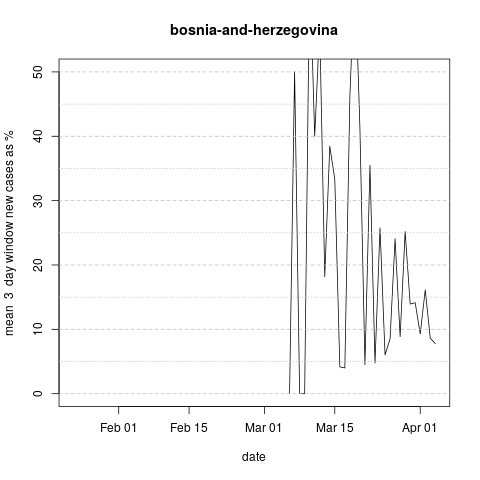 bosnia-and-herzegovina
mean 3 day window new cases as %
50
40
30
20
10
0
Feb 01
Feb 15
Mar 01
Mar 15
Apr 01
date